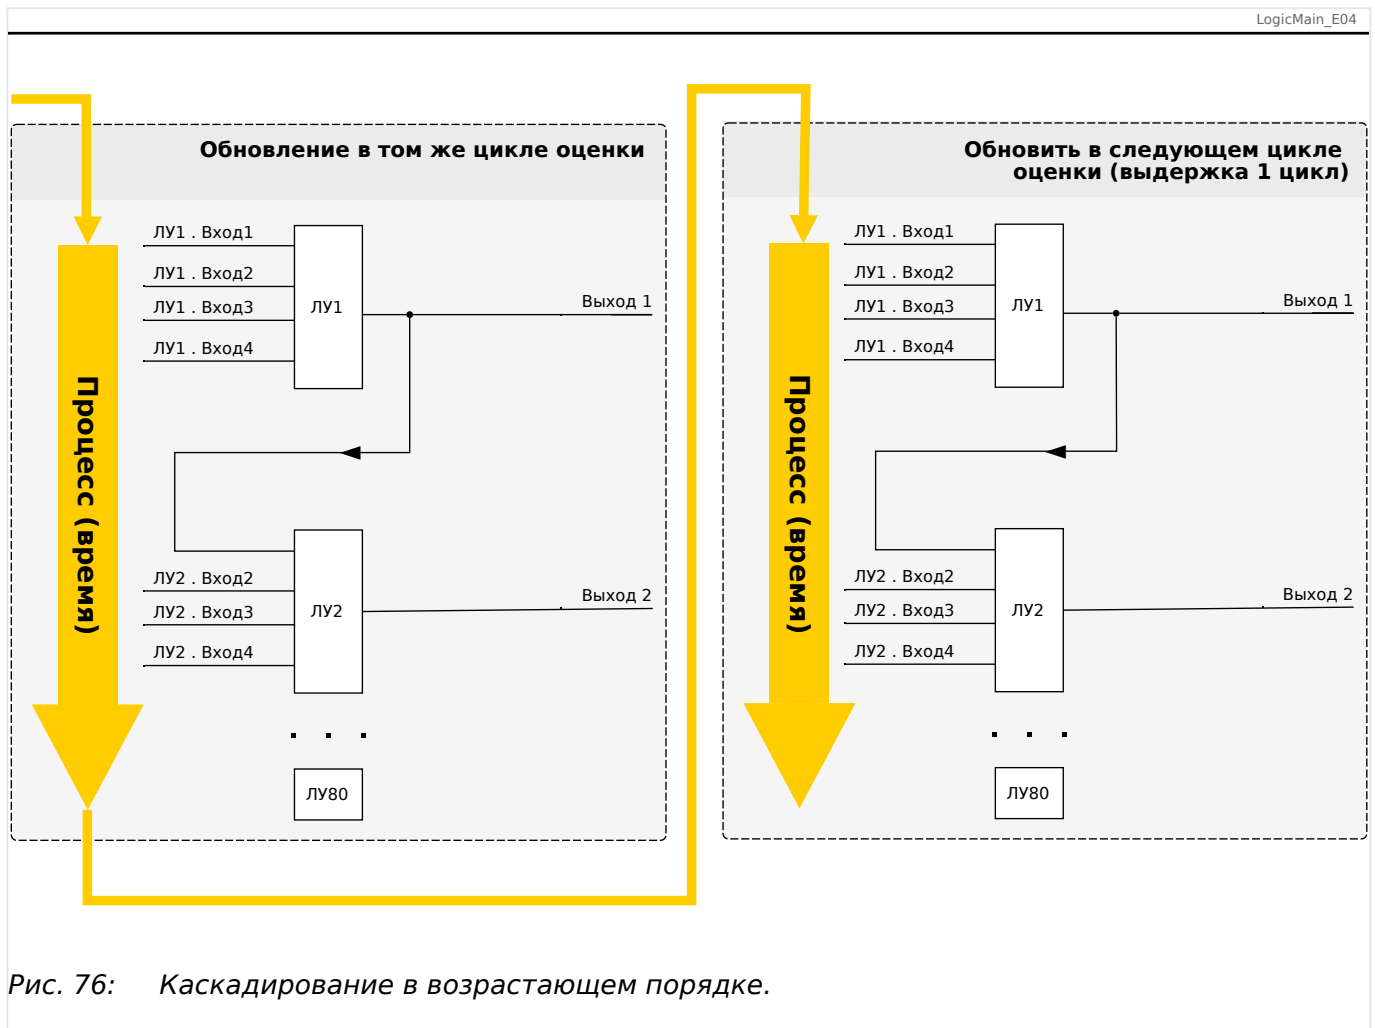 LogicMain_E04
Обновление в том же цикле оценки
ЛУ1 . Вход1
ЛУ1 . Вход2
ЛУ1 . Вход3
ЛУ1 . Вход4
ЛУ1
Выход 1
Процесс (время)
ЛУ2 . Вход2
ЛУ2 . Вход3
ЛУ2 . Вход4
ЛУ2
Выход 2
. . .
ЛУ80
Обновить в следующем цикле
оценки (выдержка 1 цикл)
ЛУ1 . Вход1
ЛУ1 . Вход2
ЛУ1 . Вход3
ЛУ1 . Вход4
ЛУ1
Выход 1
Процесс (время)
ЛУ2 . Вход2
ЛУ2 . Вход3
ЛУ2 . Вход4
ЛУ2
Выход 2
. . .
ЛУ80
Рис. 76: Каскадирование в возрастающем порядке.